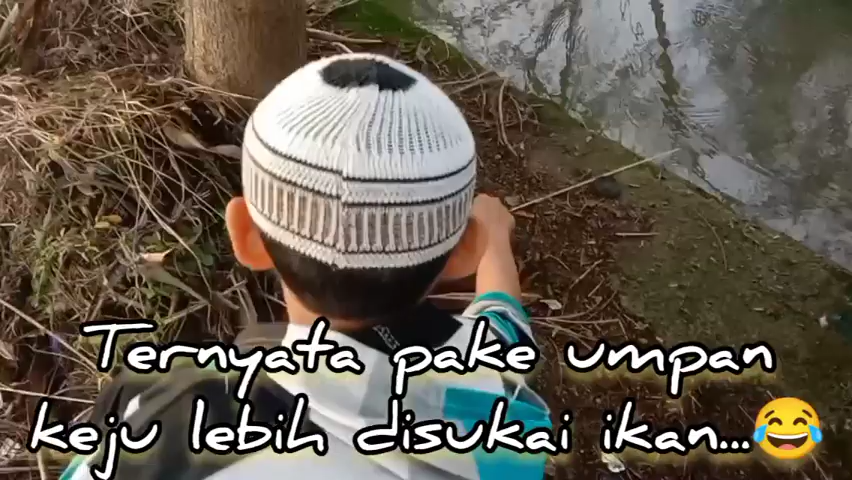 Ternyata pake umpan
keju lebih disukai ikan...😂